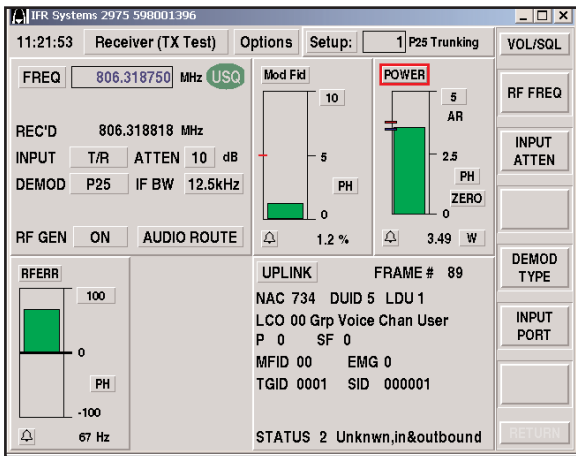 IFR Systems 2975 598001396
11:21:53 Receiver (TX Test) Options Setup: 1 P25 Trunking VOL/SQL
FREQ 806.318750 MHz USQ
REC'D 806.318818 MHz
INPUT T/R ATTEN 10 dB
DEMOD P25 IF BW 12.5kHz
RF GEN ON AUDIO ROUTE
Mod Fid
10
5
PH
0
1.2 %
POWER
5
AR
2.5
PH
ZERO
0
3.49 W
RF FREQ
INPUT
ATTEN
DEMOD
TYPE
INPUT
PORT
RETURN
RFERR
100
0
PH
-100
67 Hz
UPLINK FRAME # 89
NAC 734 DUID 5 LDU 1
LCO 00 Grp Voice Chan User
P 0 SF 0
MFID 00 EMG 0
TGID 0001 SID 000001
STATUS 2 Unknwn,in&outbound